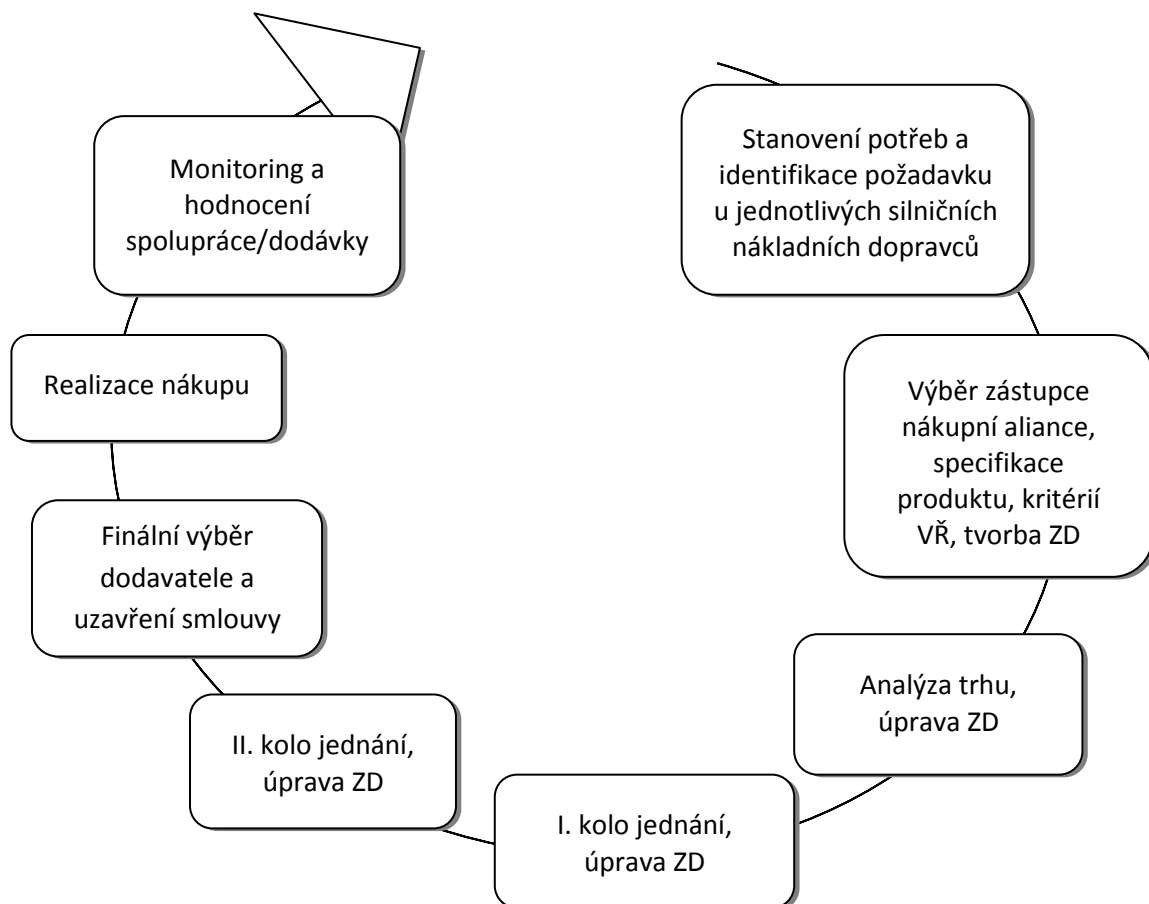 Stanovení potřeb a
identifikace požadavku
u jednotlivých silničních
nákladních dopravců
Výběr zástupce
nákupní aliance,
specifikace
produktu, kritérií
VŘ, tvorba ZD
Analýza trhu,
úprava ZD
I. kolo jednání,
úprava ZD
II. kolo jednání,
úprava ZD
Finální výběr
dodavatele a
uzavření smlouvy
Realizace nákupu
Monitoring a
hodnocení
spolupráce/dodávky